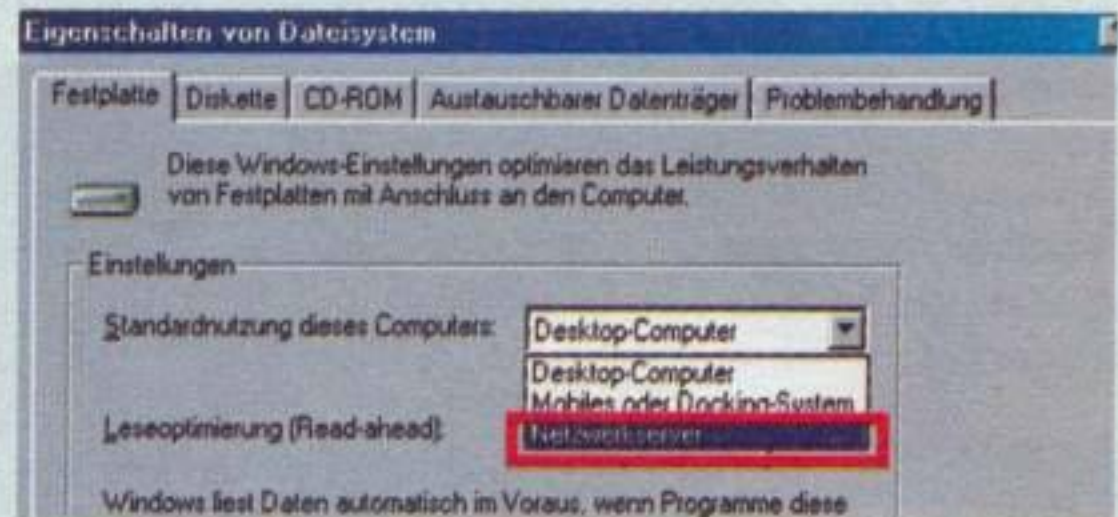 Eigenschaften von Dateisystem
Festplatte Diskette CD-ROM Austauschbarer Datenträger Problembehandlung
Diese Windows-Einstellungen optimieren das Leistungsverhalten
von Festplatten mit Anschluss an den Computer.
Einstellungen
Standardnutzung dieses Computers: Desktop-Computer
Desktop-Computer
Mobiles oder Docking-System
Leseoptimierung (Read-ahead): Netzwerkserver
Windows liest Daten automatisch im Voraus, wenn Programme diese